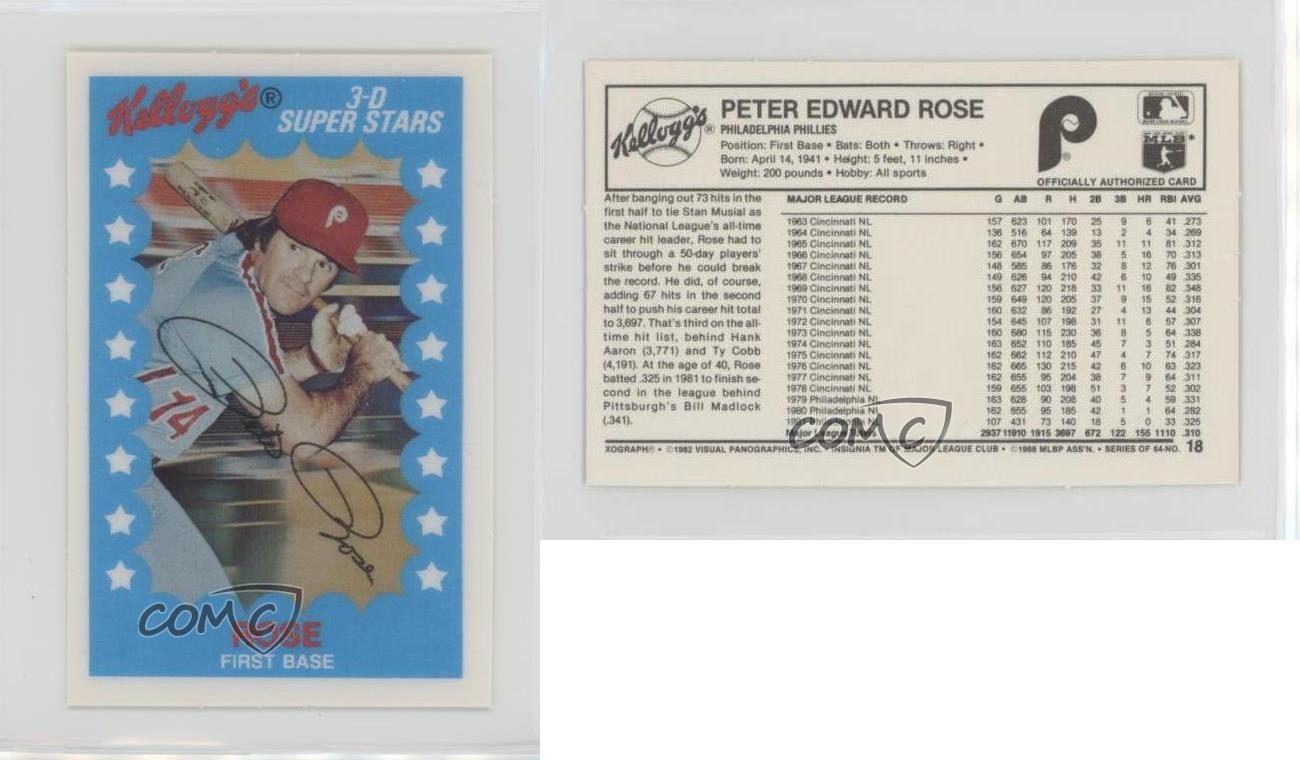 Kellogg's®
3-D
SUPER STARS
P
14
Pete Rose
COMC
ROSE
FIRST BASE
Kellogg's®
PETER EDWARD ROSE
PHILADELPHIA PHILLIES
Position: First Base • Bats: Both • Throws: Right •
Born: April 14, 1941 • Height: 5 feet, 11 inches •
Weight: 200 pounds • Hobby: All sports
P®
MLB
OFFICIALLY AUTHORIZED CARD
After banging out 73 hits in the
first half to tie Stan Musial as
the National League's all-time
career hit leader, Rose had to
sit through a 50-day players'
strike before he could break
the record. He did, of course,
adding 67 hits in the second
half to push his career hit total
to 3,697. That's third on the all-
time hit list, behind Hank
Aaron (3,771) and Ty Cobb
(4,191). At the age of 40, Rose
batted .325 in 1981 to finish se-
cond in the league behind
Pittsburgh's Bill Madlock
(.341).
MAJOR LEAGUE RECORD G AB R H 2B 3B HR RBI AVG
1963 Cincinnati NL 157 623 101 170 25 9 6 41 .273
1964 Cincinnati NL 136 516 64 139 13 2 4 34 .269
1965 Cincinnati NL 162 670 117 209 35 11 11 81 .312
1966 Cincinnati NL 156 654 97 205 38 5 16 70 .313
1967 Cincinnati NL 148 585 86 176 32 8 12 76 .301
1968 Cincinnati NL 149 626 94 210 42 6 10 49 .335
1969 Cincinnati NL 156 627 120 218 33 11 16 82 .348
1970 Cincinnati NL 159 649 120 205 37 9 15 52 .316
1971 Cincinnati NL 160 632 86 192 27 4 13 44 .304
1972 Cincinnati NL 154 645 107 198 31 11 6 57 .307
1973 Cincinnati NL 160 680 115 230 36 8 5 64 .338
1974 Cincinnati NL 163 652 110 185 45 7 3 51 .284
1975 Cincinnati NL 162 662 112 210 47 4 7 74 .317
1976 Cincinnati NL 162 665 130 215 42 6 10 63 .323
1977 Cincinnati NL 162 655 95 204 38 7 9 64 .311
1978 Cincinnati NL 159 655 103 198 51 3 7 52 .302
1979 Philadelphia NL 163 628 90 208 40 5 4 59 .331
1980 Philadelphia NL 162 655 95 185 42 1 1 64 .282
1981 Philadelphia NL 107 431 73 140 18 5 0 33 .325
Major League Totals 2937 11910 1915 3697 672 122 155 1110 .310
COMC
XOGRAPH® • ©1982 VISUAL PANOGRAPHICS, INC. • INSIGNIA TM OF MAJOR LEAGUE CLUB • ©1968 MLBP ASS'N. • SERIES OF 64-NO. 18